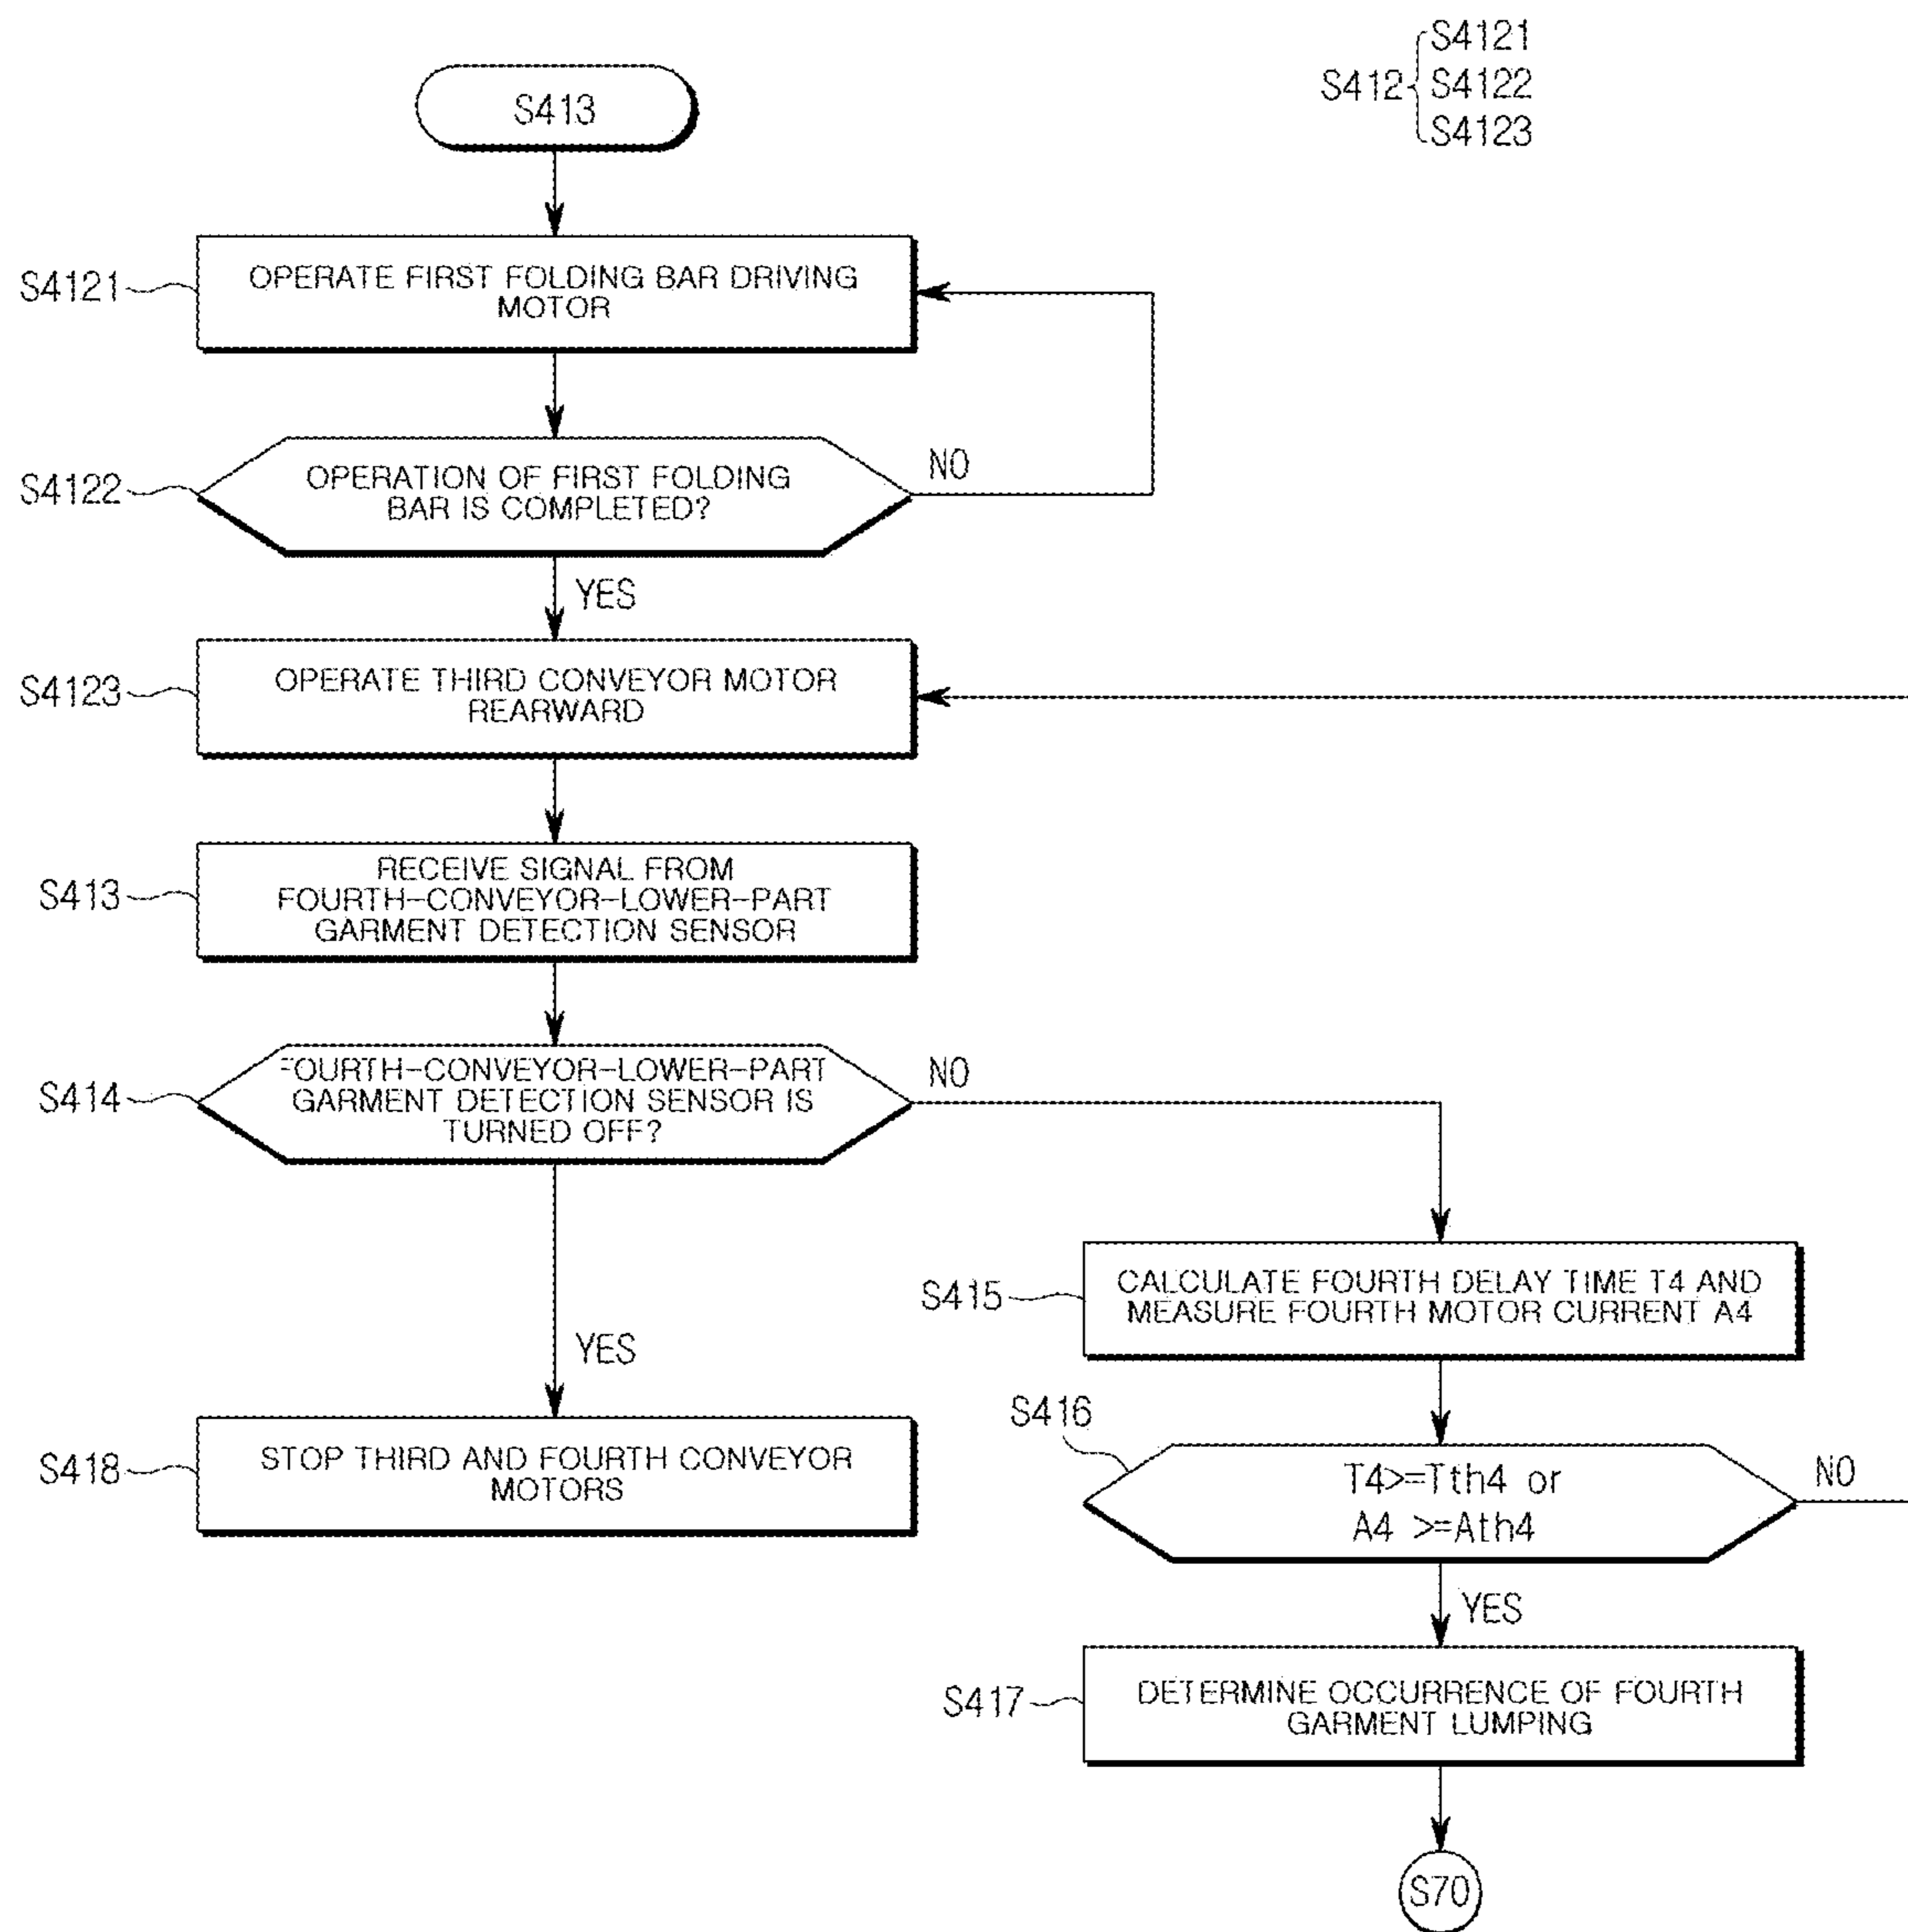 S4121
S412
S4122
S4123
S413
S4121
OPERATE FIRST FOLDING BAR DRIVING
MOTOR
S4122
OPERATION OF FIRST FOLDING
BAR IS COMPLETED?
NO
YES
S4123
OPERATE THIRD CONVEYOR MOTOR
REARWARD
S413
RECEIVE SIGNAL FROM
FOURTH-CONVEYOR-LOWER-PART
GARMENT DETECTION SENSOR
S414
FOURTH-CONVEYOR-LOWER-PART
GARMENT DETECTION SENSOR IS
TURNED OFF?
NO
YES
S415
CALCULATE FOURTH DELAY TIME T4 AND
MEASURE FOURTH MOTOR CURRENT A4
S418
STOP THIRD AND FOURTH CONVEYOR
MOTORS
S416
T4>=Tth4 or
A4 >=Ath4
NO
YES
S417
DETERMINE OCCURRENCE OF FOURTH
GARMENT LUMPING
S70